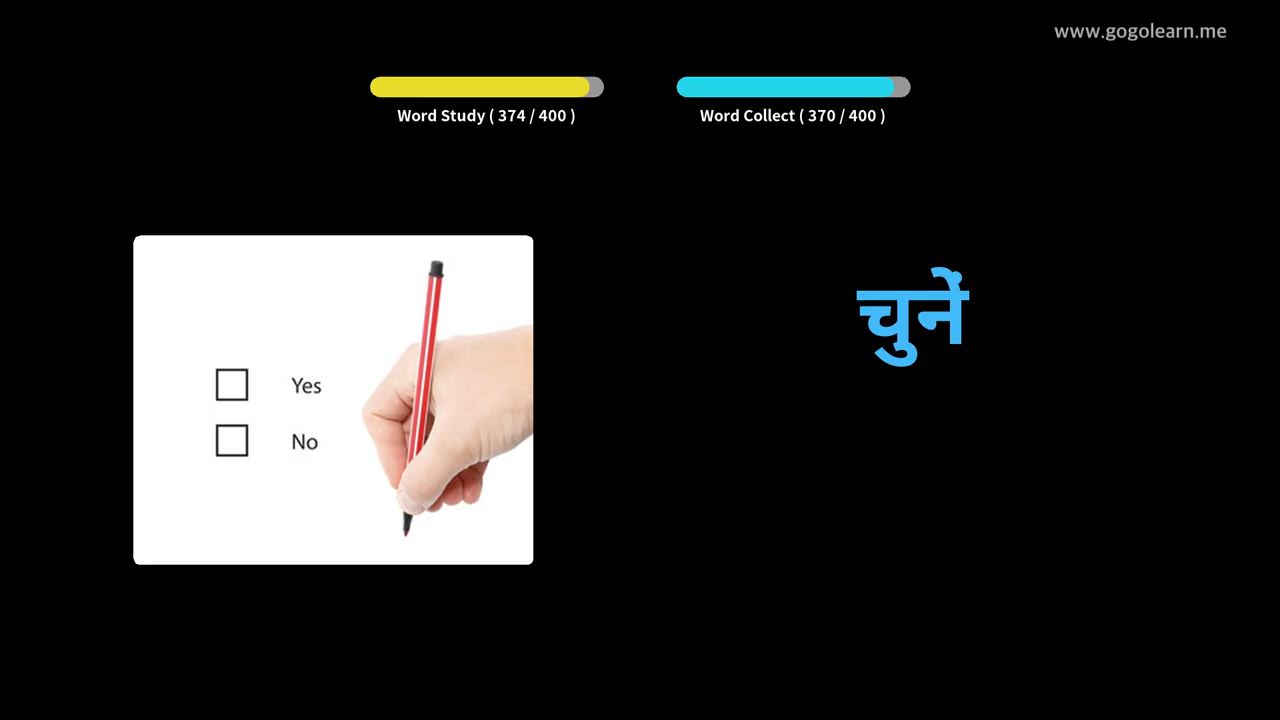 www.gogolearn.me
Word Study ( 374 / 400 )
Word Collect ( 370 / 400 )
चुनें
Yes
No